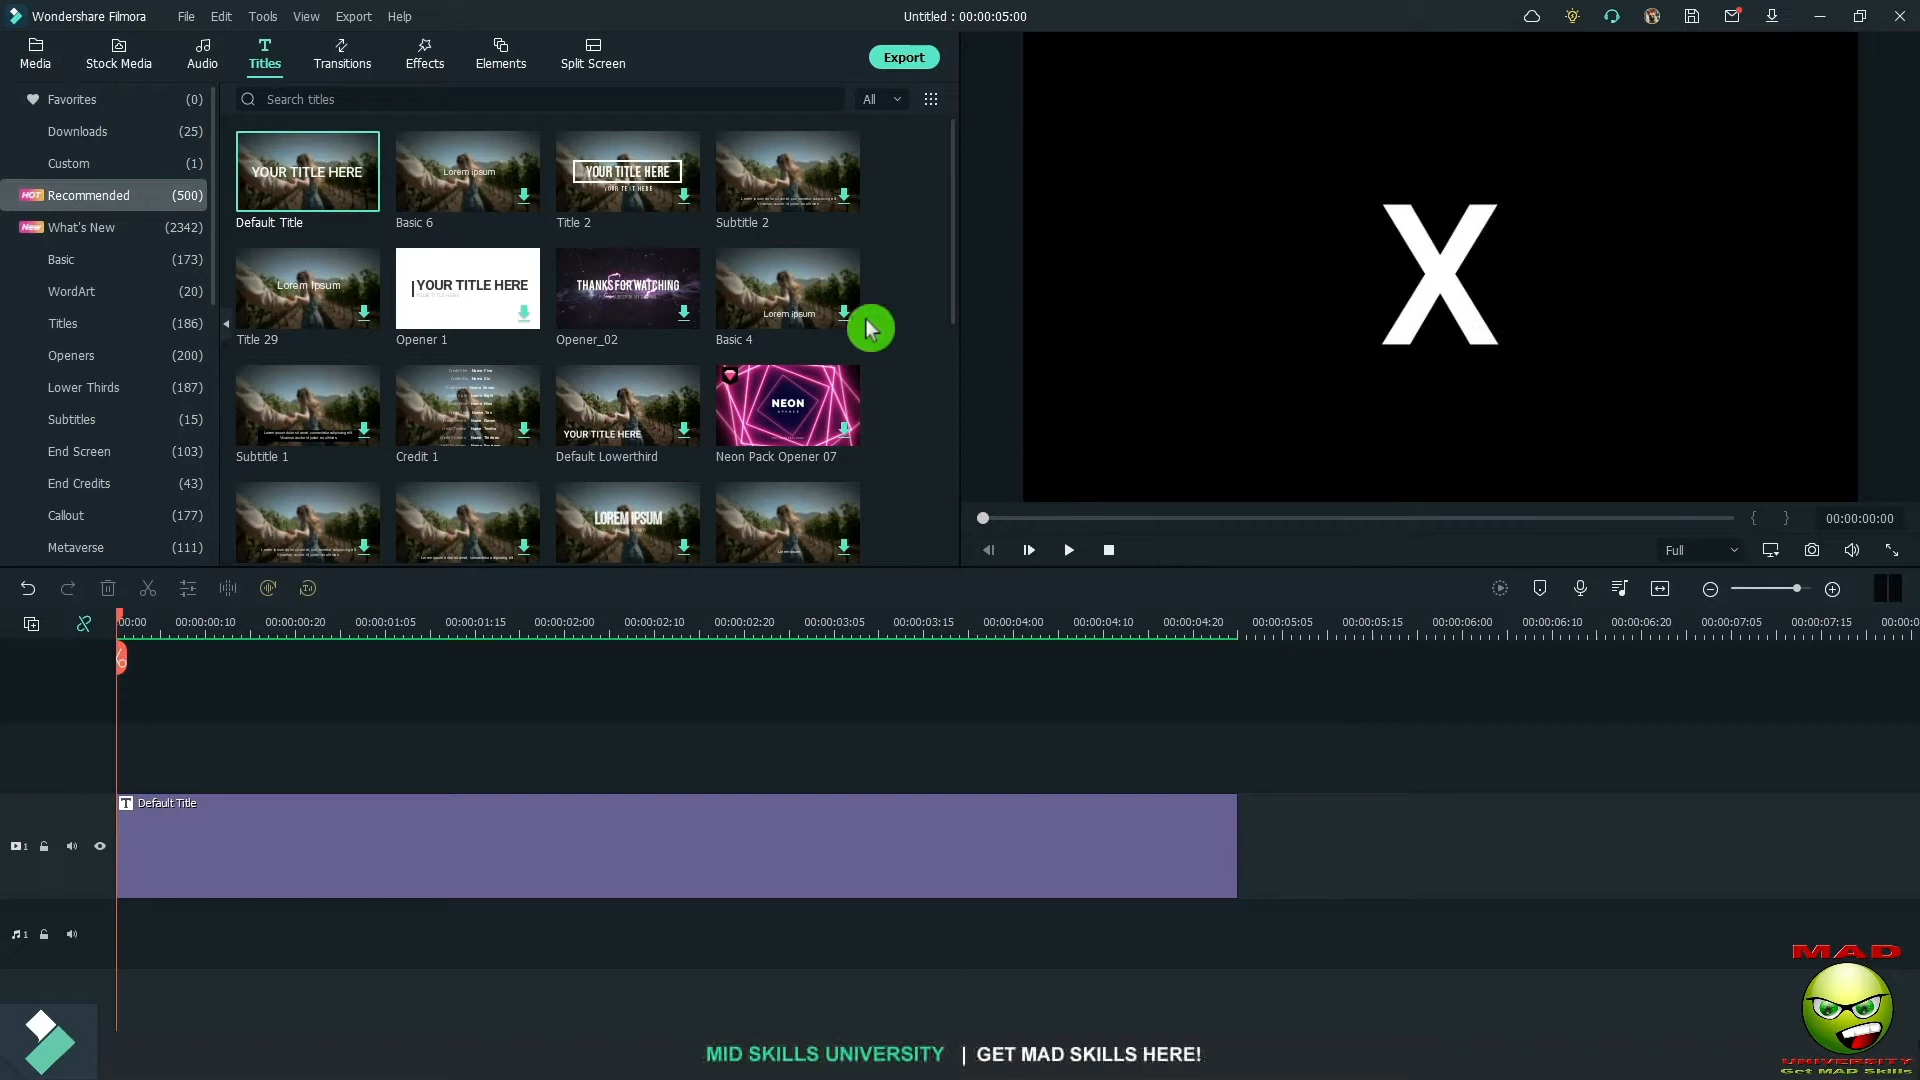 Wondershare Filmora File Edit Tools View Export Help Untitled : 00:00:05:00
Media Stock Media Audio Titles Transitions Effects Elements Split Screen Export
Favorites (0)
Downloads (25)
Custom (1)
HOT Recommended (500)
New What's New (2342)
Basic (173)
WordArt (20)
Titles (186)
Openers (200)
Lower Thirds (187)
Subtitles (15)
End Screen (103)
End Credits (43)
Callout (177)
Metaverse (111)
Search titles All
YOUR TITLE HERE
Default Title
Lorem ipsum
Basic 6
YOUR TITLE HERE
YOUR TEXT HERE
Title 2
Subtitle 2
Lorem Ipsum
Title 29
YOUR TITLE HERE
Opener 1
THANKS FOR WATCHING
Opener_02
Lorem ipsum
Basic 4
Subtitle 1
Credit 1
YOUR TITLE HERE
Default Lowerthird
NEON
OPENER
Neon Pack Opener 07
LOREM IPSUM
X
00:00:00:00
Full
00:00 00:00:00:10 00:00:00:20 00:00:01:05 00:00:01:15 00:00:02:00 00:00:02:10 00:00:02:20 00:00:03:05 00:00:03:15 00:00:04:00 00:00:04:10 00:00:04:20 00:00:05:05 00:00:05:15 00:00:06:00 00:00:06:10 00:00:06:20 00:00:07:05 00:00:07:15 00:00:0
T Default Title
1
1
MAD
UNIVERSITY
Get MAD Skills
MID SKILLS UNIVERSITY | GET MAD SKILLS HERE!